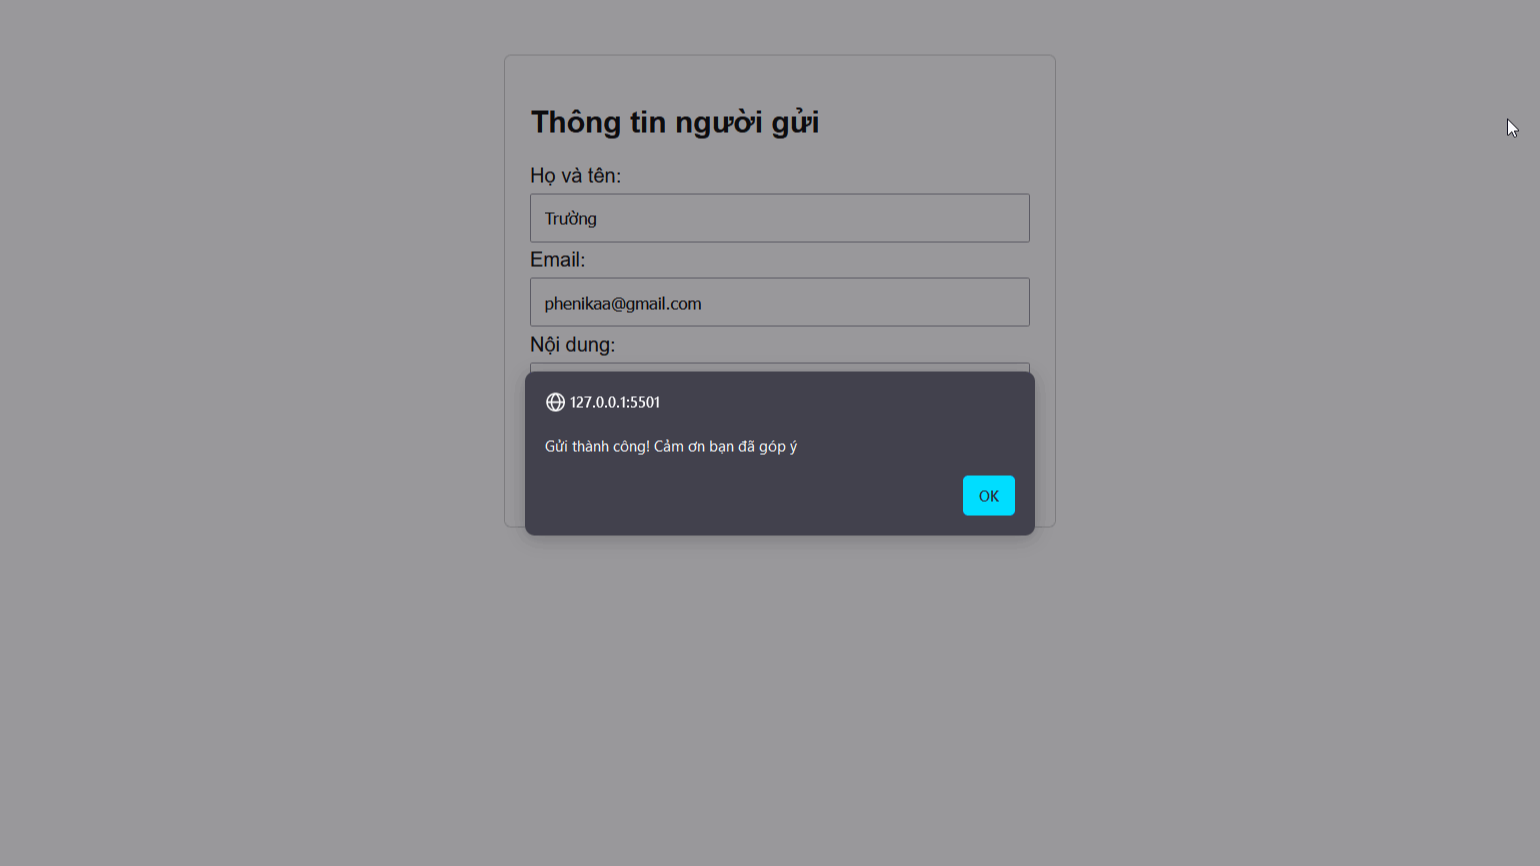 Thông tin người gửi
Họ và tên:
Trường
Email:
phenikaa@gmail.com
Nội dung:
127.0.0.1:5501
Gửi thành công! Cảm ơn bạn đã góp ý
OK